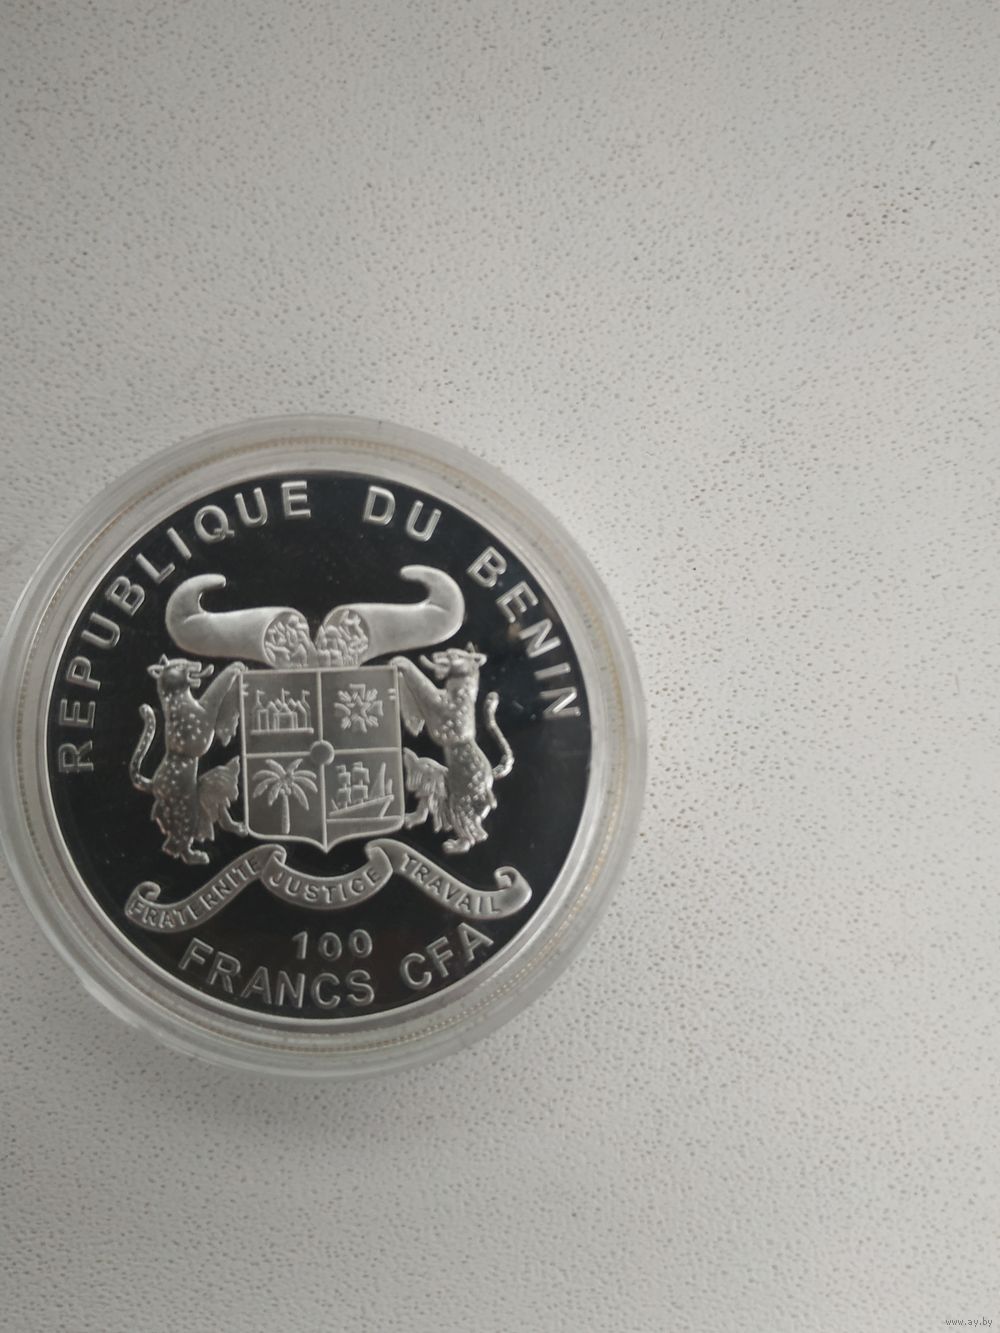 REPUBLIQUE DU BENIN
FRATERNITE JUSTICE TRAVAIL
100
FRANCS CFA
www.ay.by